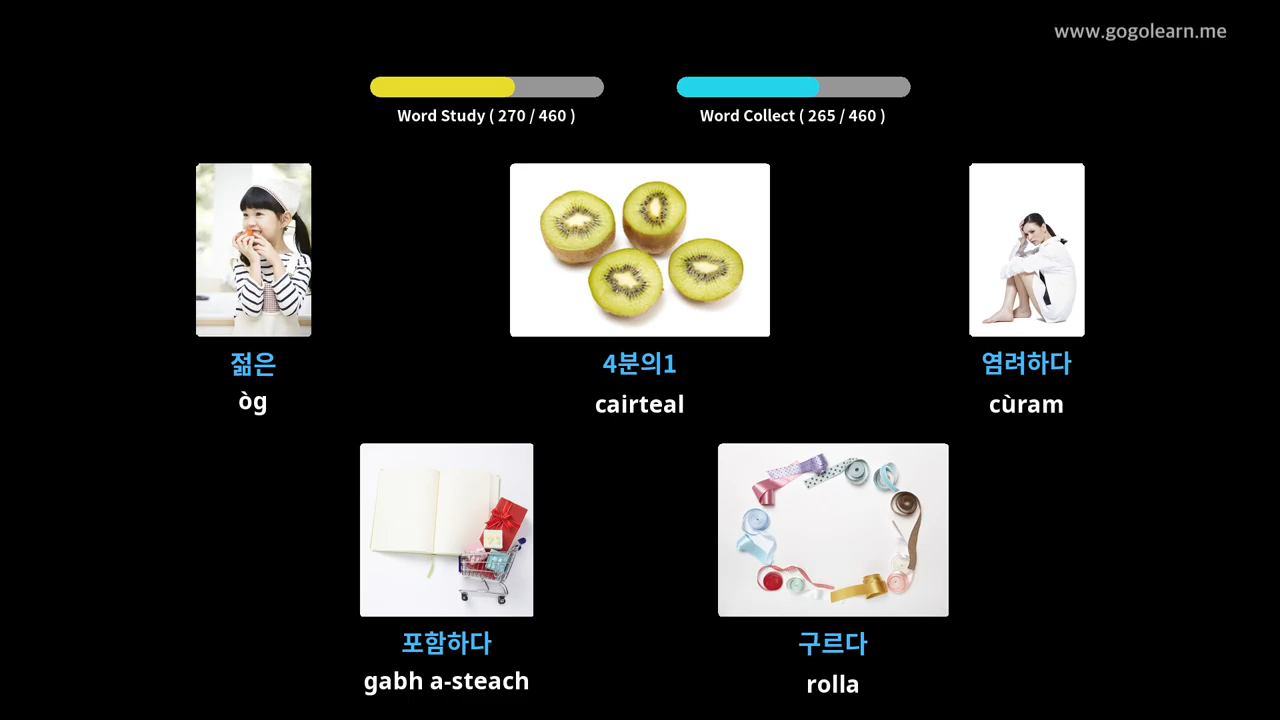 www.gogolearn.me
Word Study ( 270 / 460 )
Word Collect ( 265 / 460 )
젊은
4분의1
염려하다
òg
cairteal
cùram
포함하다
구르다
gabh a-steach
rolla